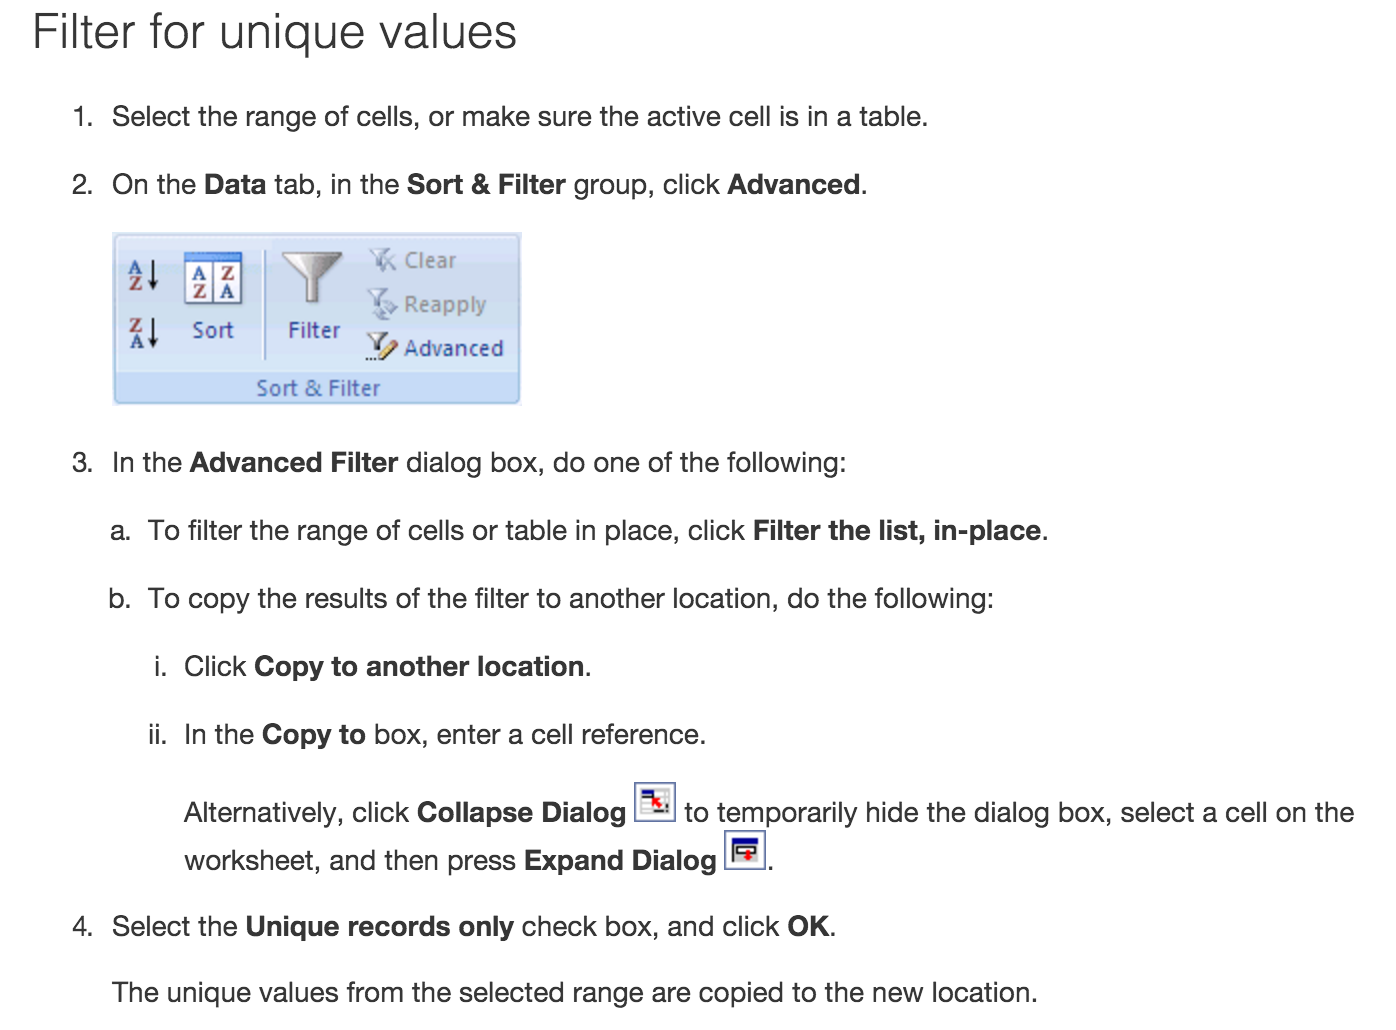 Filter for unique values
1. Select the range of cells, or make sure the active cell is in a table.
2. On the Data tab, in the Sort & Filter group, click Advanced.
A Z
Z A
A Z
Z A
Sort
Filter
Clear
Reapply
Advanced
Sort & Filter
3. In the Advanced Filter dialog box, do one of the following:
a. To filter the range of cells or table in place, click Filter the list, in-place.
b. To copy the results of the filter to another location, do the following:
i. Click Copy to another location.
ii. In the Copy to box, enter a cell reference.
Alternatively, click Collapse Dialog to temporarily hide the dialog box, select a cell on the
worksheet, and then press Expand Dialog .
4. Select the Unique records only check box, and click OK.
The unique values from the selected range are copied to the new location.